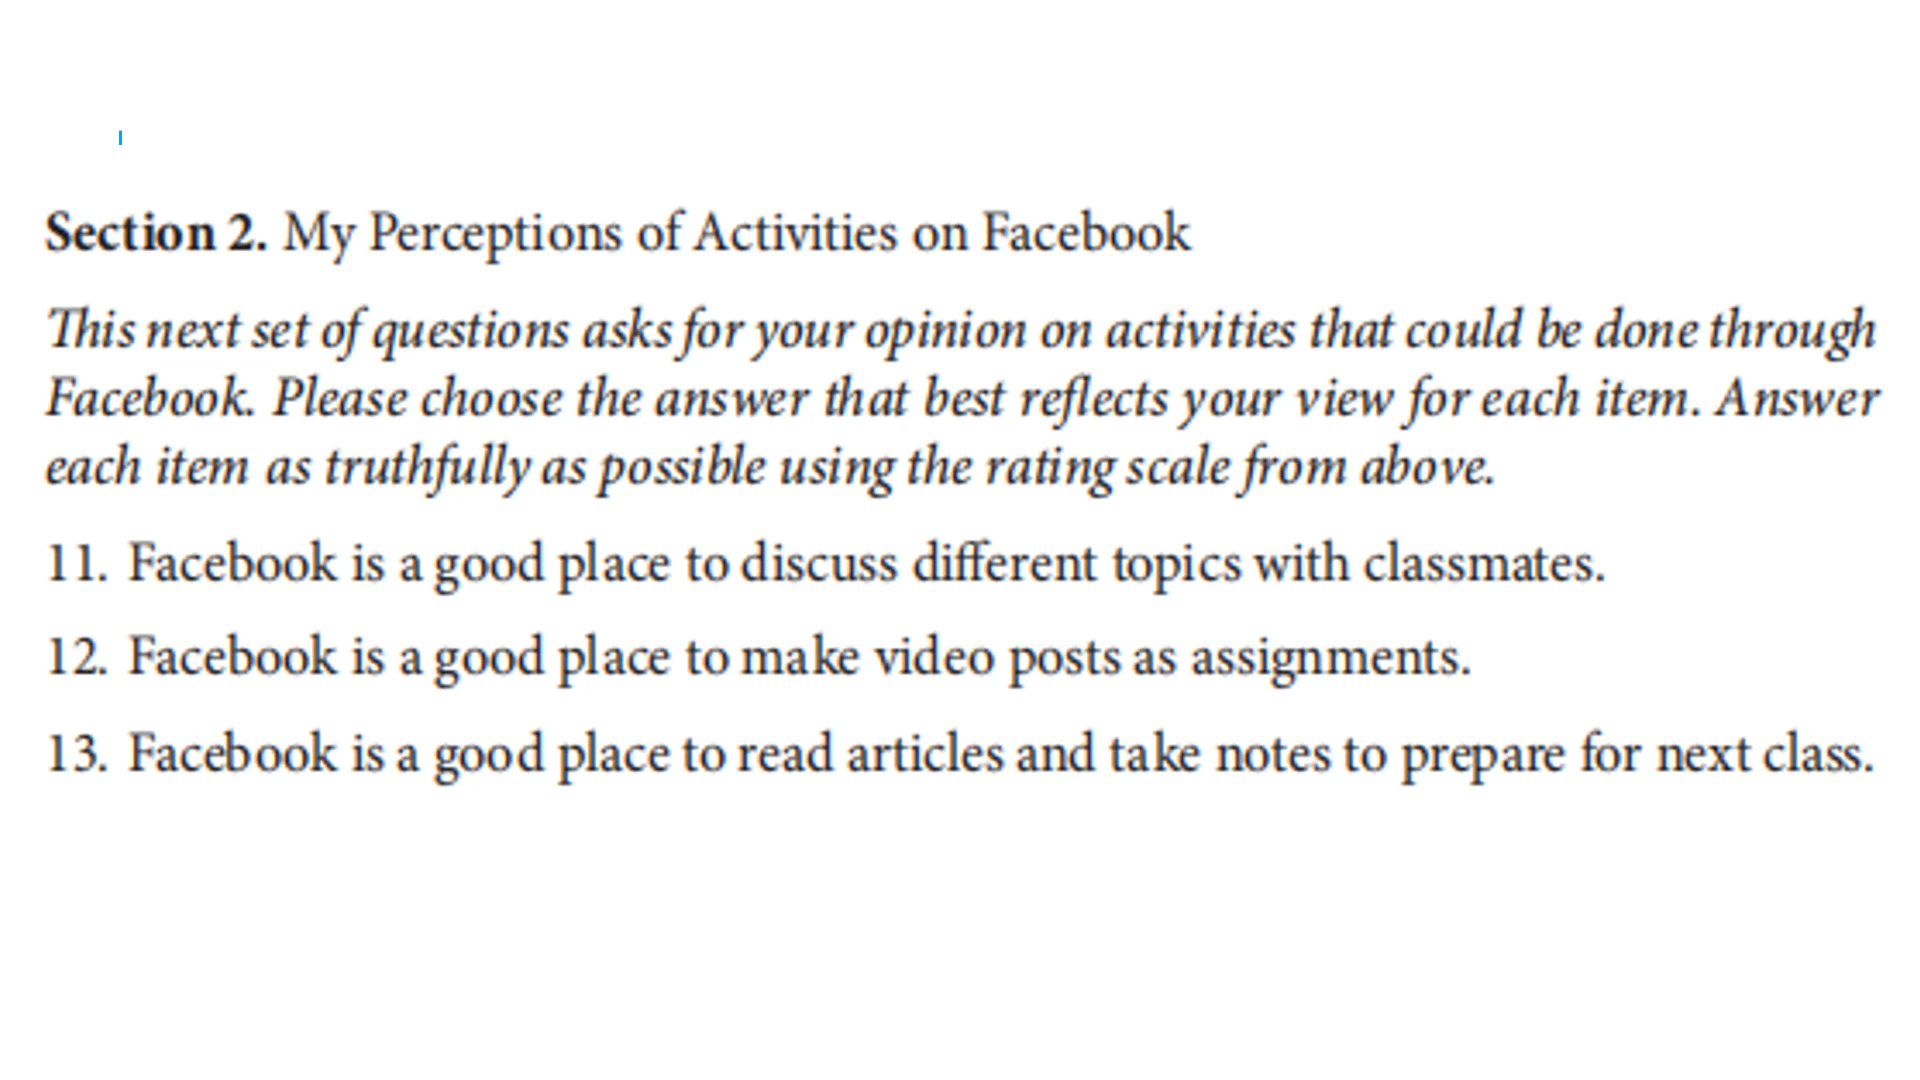 Section 2. My Perceptions of Activities on Facebook
This next set of questions asks for your opinion on activities that could be done through
Facebook. Please choose the answer that best reflects your view for each item. Answer
each item as truthfully as possible using the rating scale from above.
11. Facebook is a good place to discuss different topics with classmates.
12. Facebook is a good place to make video posts as assignments.
13. Facebook is a good place to read articles and take notes to prepare for next class.